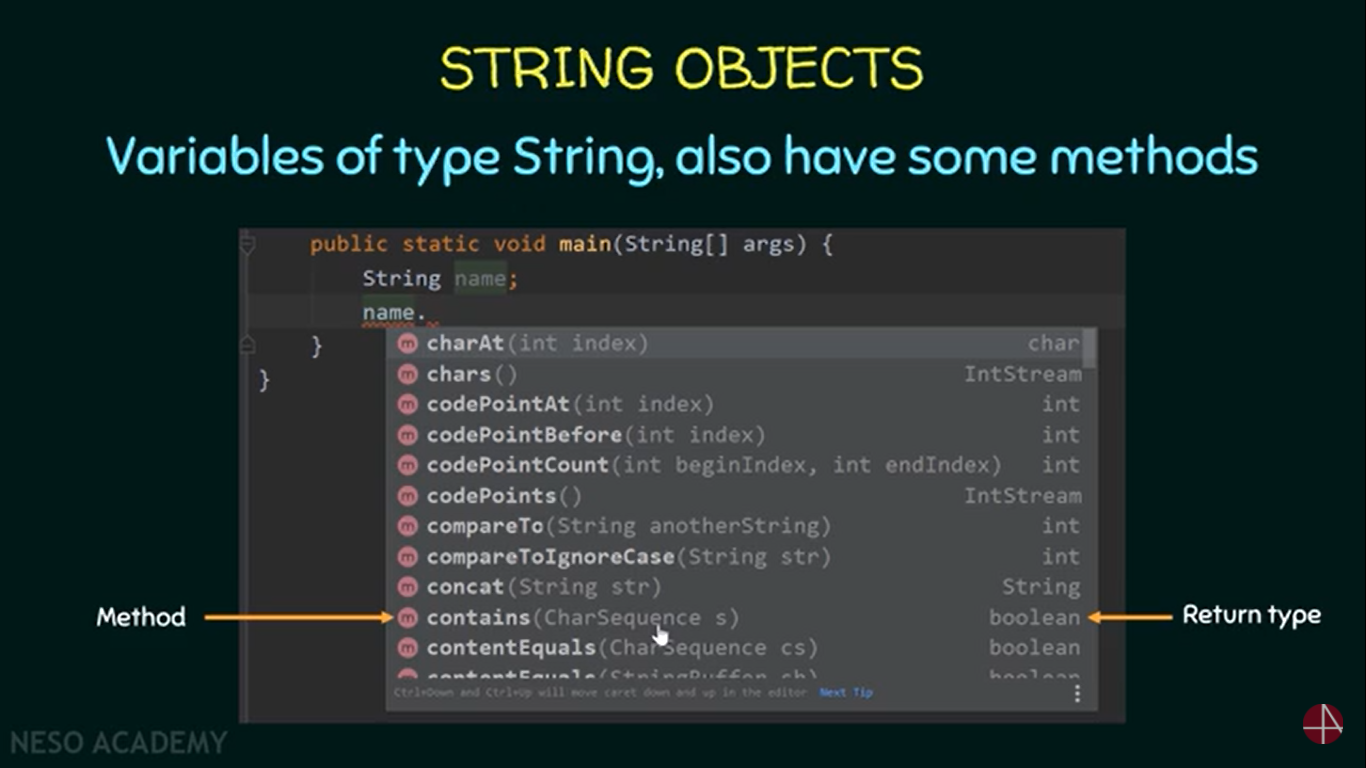 STRING OBJECTS
Variables of type String, also have some methods
public static void main(String[] args) {
String name;
name.
}
}
m charAt(int index) char
m chars() IntStream
m codePointAt(int index) int
m codePointBefore(int index) int
m codePointCount(int beginIndex, int endIndex) int
m codePoints() IntStream
m compareTo(String anotherString) int
m compareToIgnoreCase(String str) int
m concat(String str) String
Method m contains(CharSequence s) boolean Return type
m contentEquals(CharSequence cs) boolean
m contentEquals(StringBuffer sb) boolean
Ctrl+Down and Ctrl+Up will move caret down and up in the editor Next Tip
NESO ACADEMY